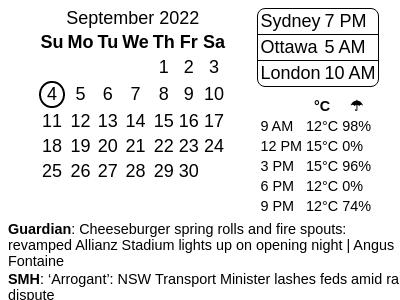 September 2022
Su Mo Tu We Th Fr Sa
1 2 3
4 5 6 7 8 9 10
11 12 13 14 15 16 17
18 19 20 21 22 23 24
25 26 27 28 29 30
Sydney 7 PM
Ottawa 5 AM
London 10 AM
°C ☂
9 AM 12°C 98%
12 PM 15°C 0%
3 PM 15°C 96%
6 PM 12°C 0%
9 PM 12°C 74%
Guardian: Cheeseburger spring rolls and fire spouts:
revamped Allianz Stadium lights up on opening night | Angus
Fontaine
SMH: ‘Arrogant’: NSW Transport Minister lashes feds amid ra
dispute